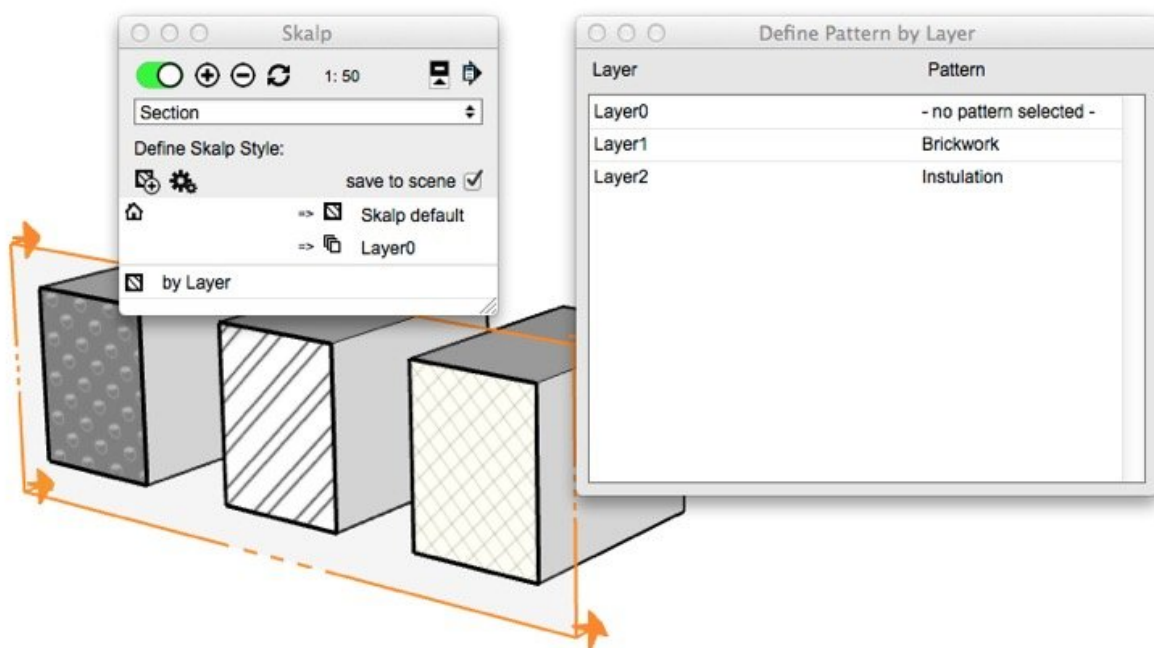 Skalp
1: 50
Section
Define Skalp Style:
save to scene
=> Skalp default
=> Layer0
by Layer
Define Pattern by Layer
Layer Pattern
Layer0 - no pattern selected -
Layer1 Brickwork
Layer2 Instulation